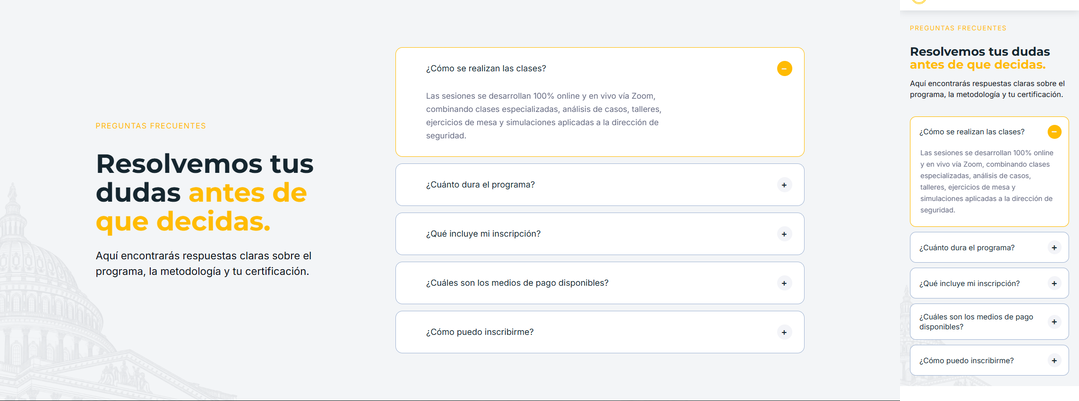 PREGUNTAS FRECUENTES
Resolvemos tus
dudas antes de
que decidas.
Aquí encontrarás respuestas claras sobre el
programa, la metodología y tu certificación.
¿Cómo se realizan las clases?
Las sesiones se desarrollan 100% online y en vivo vía Zoom,
combinando clases especializadas, análisis de casos, talleres,
ejercicios de mesa y simulaciones aplicadas a la dirección de
seguridad.
¿Cuánto dura el programa?
¿Qué incluye mi inscripción?
¿Cuáles son los medios de pago disponibles?
¿Cómo puedo inscribirme?
PREGUNTAS FRECUENTES
Resolvemos tus dudas
antes de que decidas.
Aquí encontrarás respuestas claras sobre el
programa, la metodología y tu certificación.
¿Cómo se realizan las clases?
Las sesiones se desarrollan 100% online
y en vivo vía Zoom, combinando clases
especializadas, análisis de casos,
talleres, ejercicios de mesa y
simulaciones aplicadas a la dirección de
seguridad.
¿Cuánto dura el programa?
¿Qué incluye mi inscripción?
¿Cuáles son los medios de pago
disponibles?
¿Cómo puedo inscribirme?